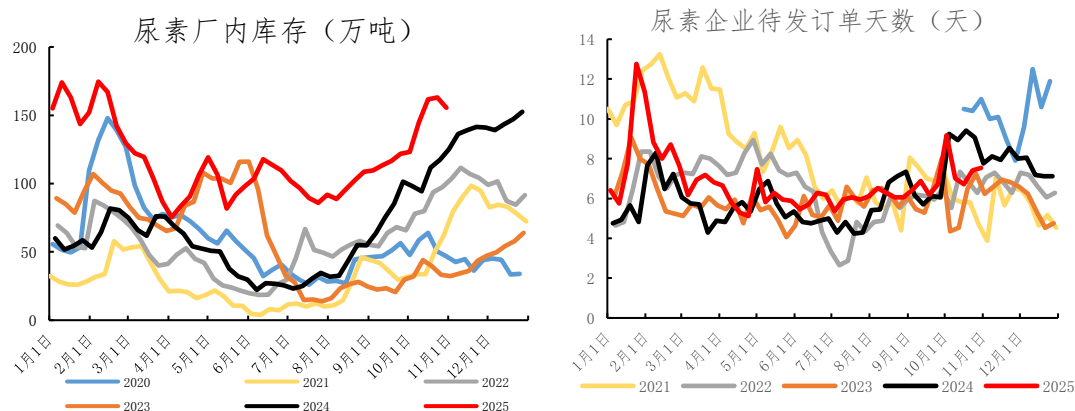 尿素厂内库存（万吨）
200
150
100
50
0
1月1日
2月1日
3月1日
4月1日
5月1日
6月1日
7月1日
8月1日
9月1日
10月1日
11月1日
12月1日
2020
2021
2022
2023
2024
2025
尿素企业待发订单天数（天）
14
12
10
8
6
4
2
0
1月1日
2月1日
3月1日
4月1日
5月1日
6月1日
7月1日
8月1日
9月1日
10月1日
11月1日
12月1日
2021
2022
2023
2024
2025